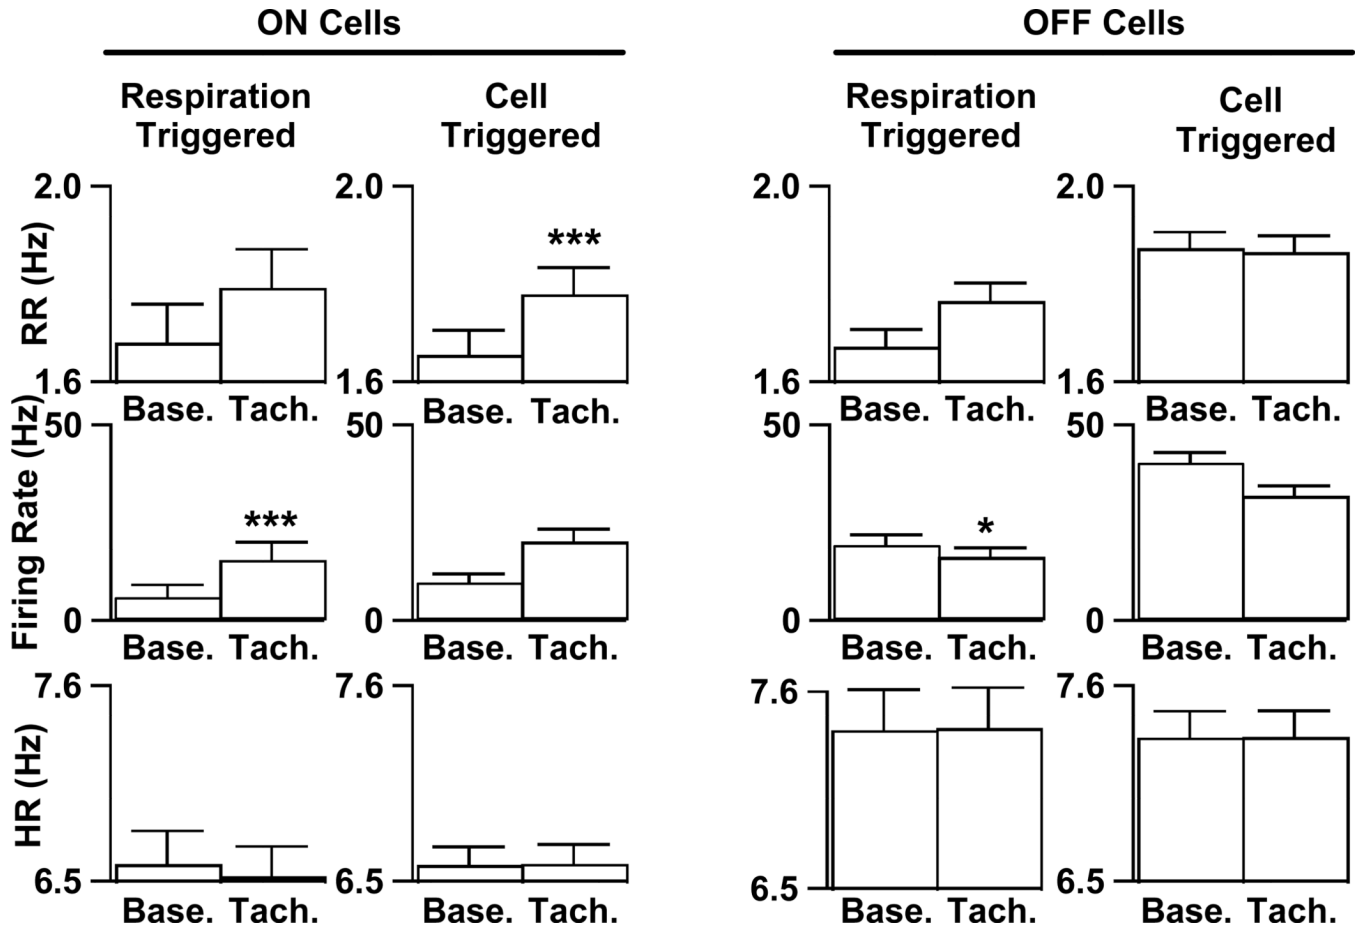 ON Cells
OFF Cells
Respiration
Triggered
Cell
Triggered
Respiration
Triggered
Cell
Triggered
RR (Hz)
2.0
1.6
Base. Tach.
2.0
1.6
Base. Tach.
2.0
1.6
Base. Tach.
2.0
1.6
Base. Tach.
Firing Rate (Hz)
50
***
0
Base. Tach.
50
0
Base. Tach.
50
*
0
Base. Tach.
50
0
Base. Tach.
***
HR (Hz)
7.6
6.5
Base. Tach.
7.6
6.5
Base. Tach.
7.6
6.5
Base. Tach.
7.6
6.5
Base. Tach.